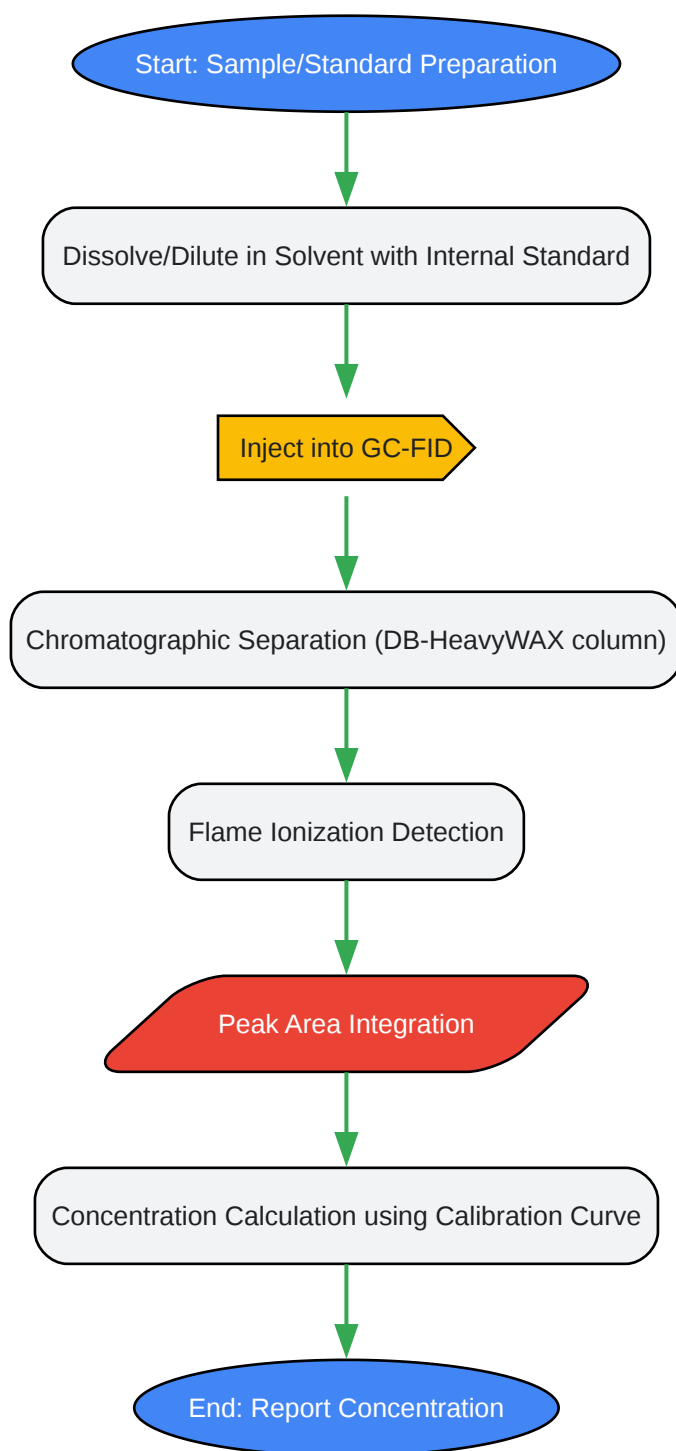 Start: Sample/Standard Preparation
Dissolve/Dilute in Solvent with Internal Standard
Inject into GC-FID
Chromatographic Separation (DB-HeavyWAX column)
Flame Ionization Detection
Peak Area Integration
Concentration Calculation using Calibration Curve
End: Report Concentration